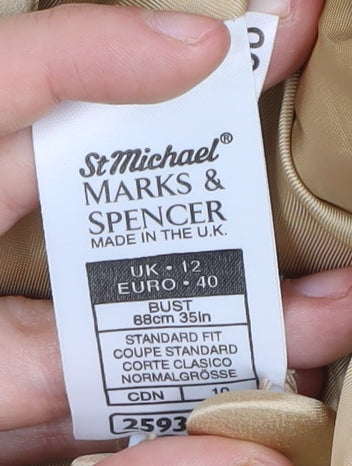 St Michael®
MARKS &
SPENCER
MADE IN THE U.K.
UK • 12
EURO • 40
BUST
88cm 35in
STANDARD FIT
COUPE STANDARD
CORTE CLASICO
NORMALGRÖSSE
CDN
2593